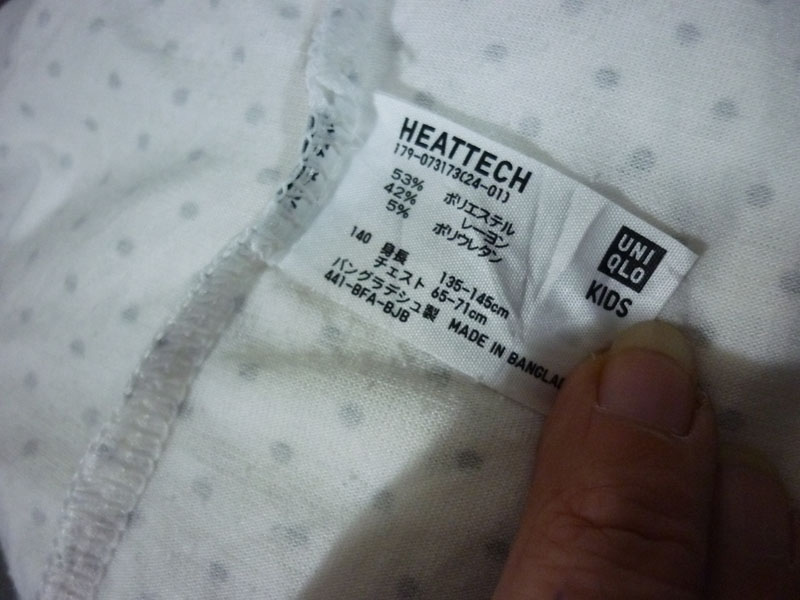 HEATTECH
179-073173(24-01)
53% ポリエステル
42% レーヨン
5% ポリウレタン
140 身長 135-145cm
チェスト 65-71cm
バングラデシュ製 MADE IN BANGLAD
441-BFA-BJB
UNI
QLO
KIDS